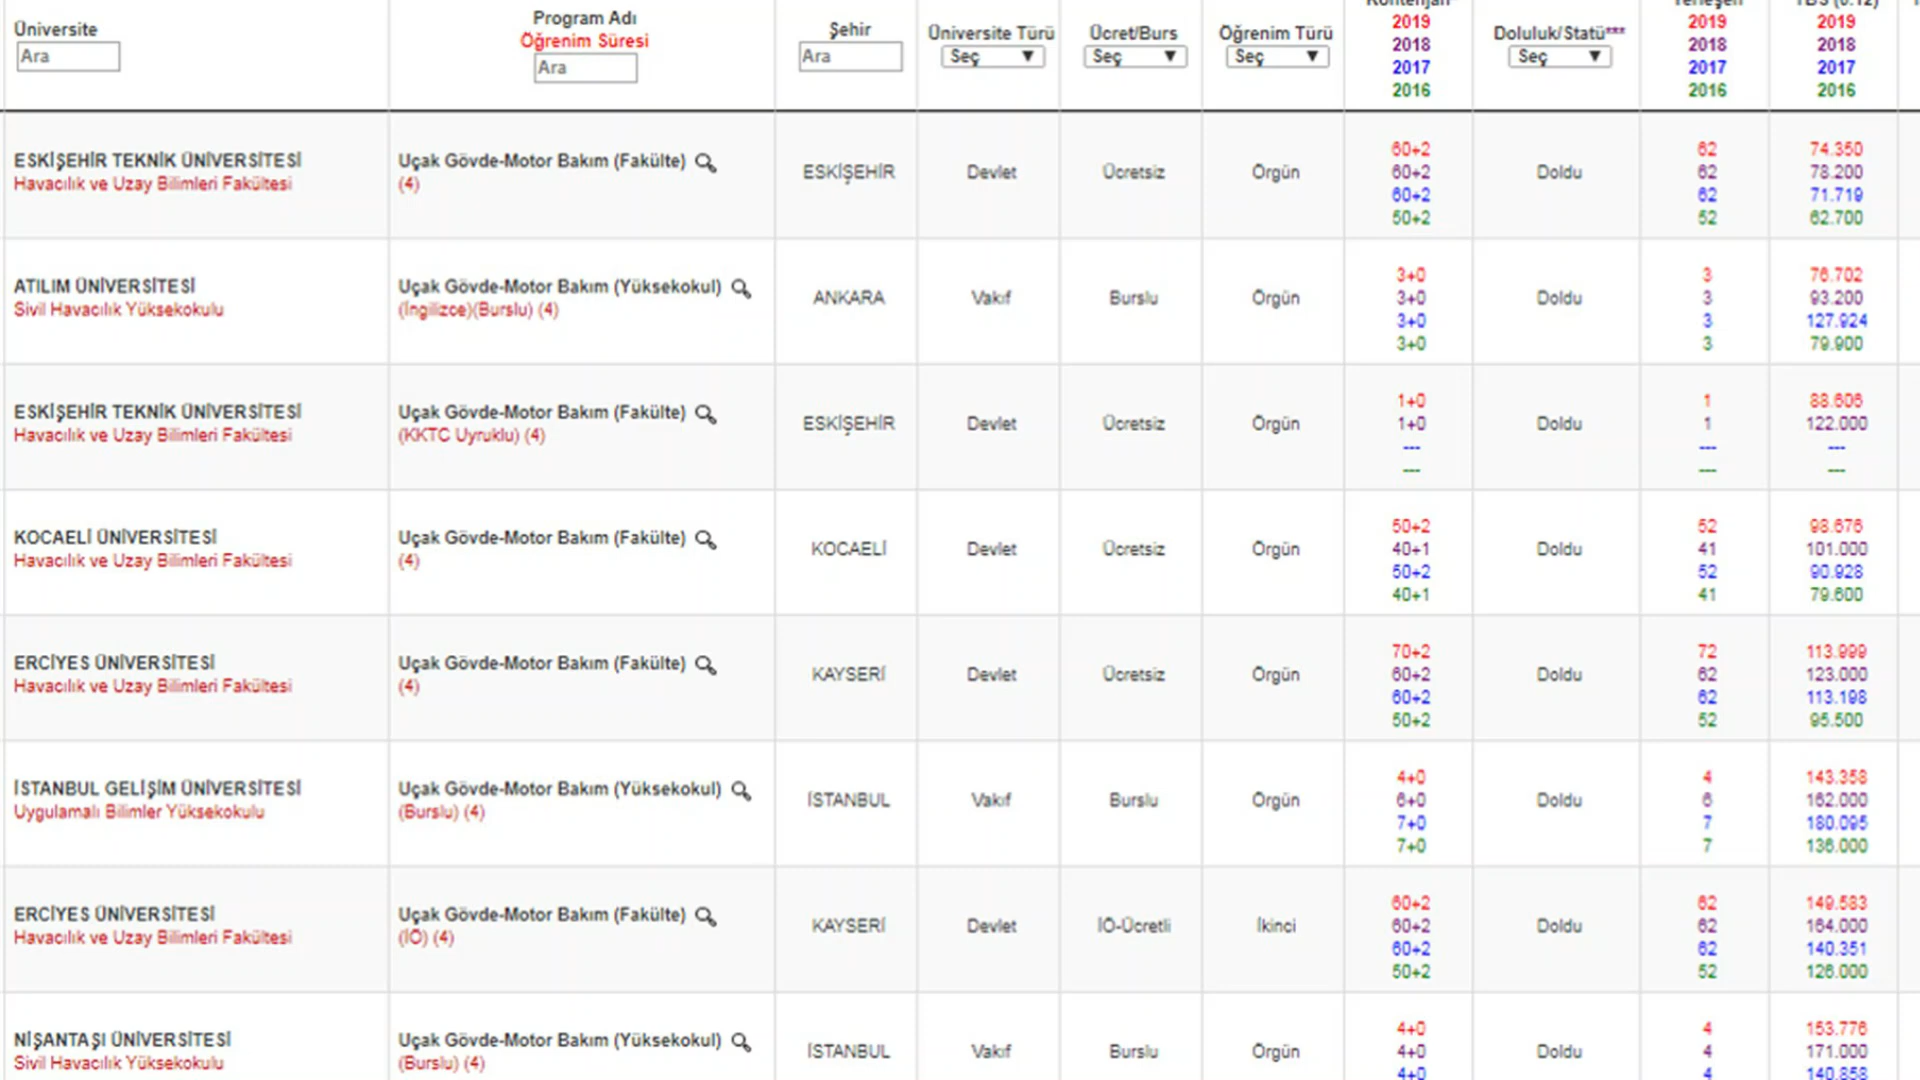 Üniversite
Ara
Program Adı
Öğrenim Süresi
Ara
Şehir
Ara
Üniversite Türü
Seç
Ücret/Burs
Seç
Öğrenim Türü
Seç
2019
2018
2017
2016
Doluluk/Statü***
Seç
Yerleşen
2019
2018
2017
2016
TBS (0.12)
2019
2018
2017
2016
ESKİŞEHİR TEKNİK ÜNİVERSİTESİ
Havacılık ve Uzay Bilimleri Fakültesi
Uçak Gövde-Motor Bakım (Fakülte)
(4)
ESKİŞEHİR
Devlet
Ücretsiz
Örgün
60+2
60+2
60+2
50+2
Doldu
62
62
62
52
74.350
78.200
71.719
62.700
ATILIM ÜNİVERSİTESİ
Sivil Havacılık Yüksekokulu
Uçak Gövde-Motor Bakım (Yüksekokul)
(İngilizce)(Burslu) (4)
ANKARA
Vakıf
Burslu
Örgün
3+0
3+0
3+0
3+0
Doldu
3
3
3
3
76.702
93.200
127.924
79.900
ESKİŞEHİR TEKNİK ÜNİVERSİTESİ
Havacılık ve Uzay Bilimleri Fakültesi
Uçak Gövde-Motor Bakım (Fakülte)
(KKTC Uyruklu) (4)
ESKİŞEHİR
Devlet
Ücretsiz
Örgün
1+0
1+0
---
---
Doldu
1
1
---
---
88.606
122.000
---
---
KOCAELİ ÜNİVERSİTESİ
Havacılık ve Uzay Bilimleri Fakültesi
Uçak Gövde-Motor Bakım (Fakülte)
(4)
KOCAELİ
Devlet
Ücretsiz
Örgün
50+2
40+1
50+2
40+1
Doldu
52
41
52
41
98.676
101.000
90.928
79.600
ERCİYES ÜNİVERSİTESİ
Havacılık ve Uzay Bilimleri Fakültesi
Uçak Gövde-Motor Bakım (Fakülte)
(4)
KAYSERİ
Devlet
Ücretsiz
Örgün
70+2
60+2
60+2
50+2
Doldu
72
62
62
52
113.999
123.000
113.198
95.500
İSTANBUL GELİŞİM ÜNİVERSİTESİ
Uygulamalı Bilimler Yüksekokulu
Uçak Gövde-Motor Bakım (Yüksekokul)
(Burslu) (4)
İSTANBUL
Vakıf
Burslu
Örgün
4+0
6+0
7+0
7+0
Doldu
4
6
7
7
143.358
162.000
180.095
136.000
ERCİYES ÜNİVERSİTESİ
Havacılık ve Uzay Bilimleri Fakültesi
Uçak Gövde-Motor Bakım (Fakülte)
(İÖ) (4)
KAYSERİ
Devlet
İÖ-Ücretli
İkinci
60+2
60+2
60+2
50+2
Doldu
62
62
62
52
149.583
164.000
140.351
126.000
NİŞANTAŞI ÜNİVERSİTESİ
Sivil Havacılık Yüksekokulu
Uçak Gövde-Motor Bakım (Yüksekokul)
(Burslu) (4)
İSTANBUL
Vakıf
Burslu
Örgün
4+0
4+0
4+0
Doldu
4
4
4
153.776
171.000
140.858